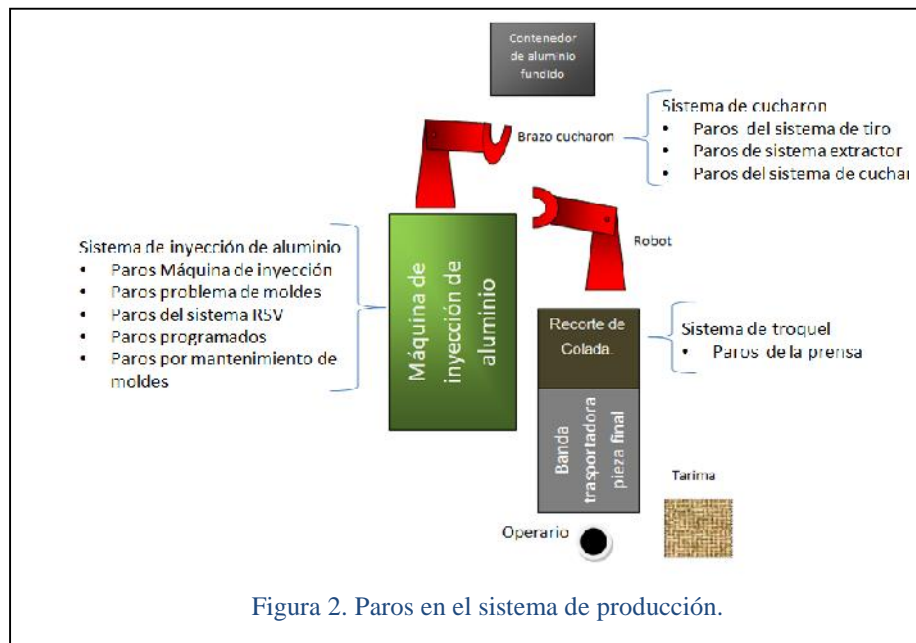 Contenedor
de aluminio
fundido
Brazo cucharon
Sistema de cucharon
• Paros del sistema de tiro
• Paros de sistema extractor
• Paros del sistema de cuchar
Robot
Sistema de inyección de aluminio
• Paros Máquina de inyección
• Paros problema de moldes
• Paros del sistema RSV
• Paros programados
• Paros por mantenimiento de
moldes
Máquina de
inyección de
aluminio
Recorte de
Colada.
Sistema de troquel
• Paros de la prensa
Banda
trasportadora
pieza final
Tarima
Operario
Figura 2. Paros en el sistema de producción.